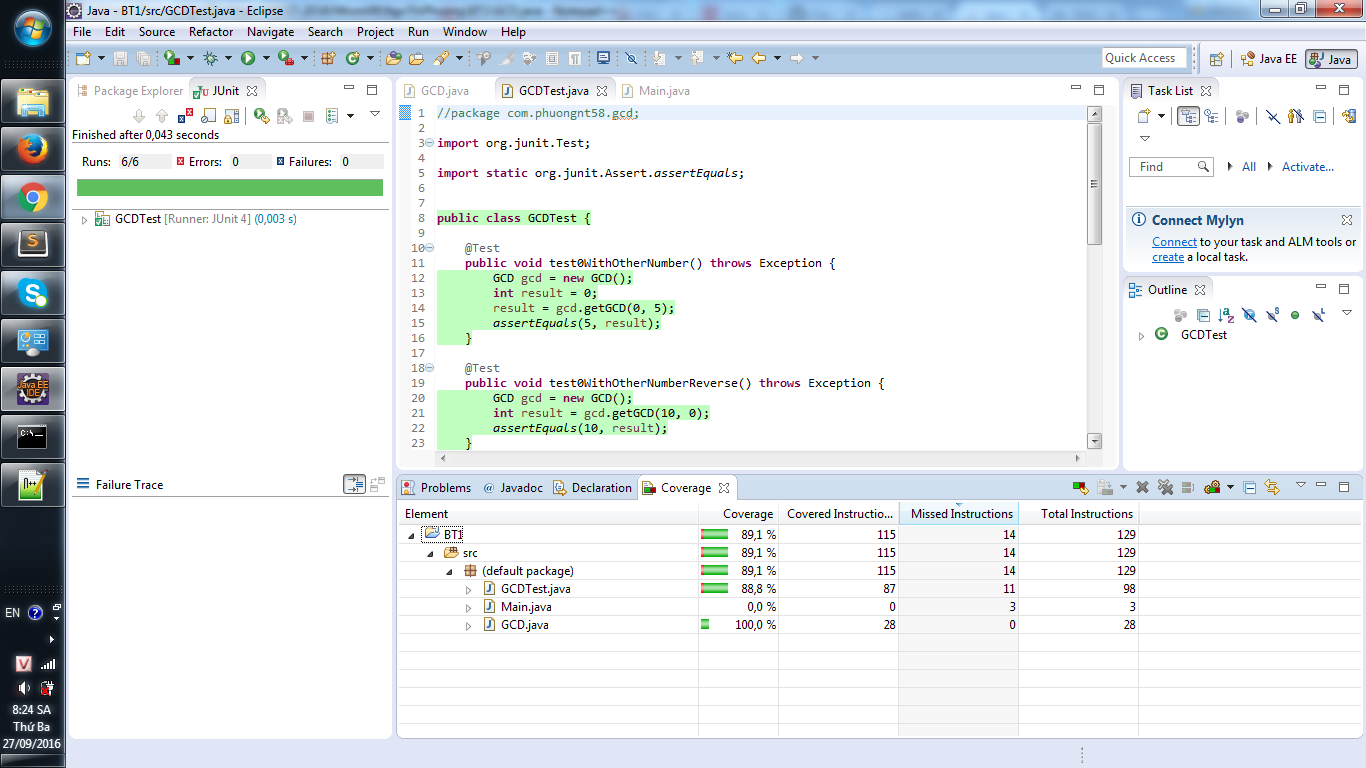 Java - BT1/src/GCDTest.java - Eclipse
File Edit Source Refactor Navigate Search Project Run Window Help
Quick Access Java EE Java
Package Explorer JUnit
Finished after 0,043 seconds
Runs: 6/6 Errors: 0 Failures: 0
GCDTest [Runner: JUnit 4] (0,003 s)
Failure Trace
GCD.java GCDTest.java Main.java
1 //package com.phuongnt58.gcd;
2
3 import org.junit.Test;
4
5 import static org.junit.Assert.assertEquals;
6
7
8 public class GCDTest {
9
10 @Test
11 public void test0WithOtherNumber() throws Exception {
12 GCD gcd = new GCD();
13 int result = 0;
14 result = gcd.getGCD(0, 5);
15 assertEquals(5, result);
16 }
17
18 @Test
19 public void test0WithOtherNumberReverse() throws Exception {
20 GCD gcd = new GCD();
21 int result = gcd.getGCD(10, 0);
22 assertEquals(10, result);
23 }
Task List
Find All Activate...
Connect Mylyn
Connect to your task and ALM tools or
create a local task.
Outline
GCDTest
Problems @ Javadoc Declaration Coverage
Element Coverage Covered Instructio... Missed Instructions Total Instructions
BT1 89,1 % 115 14 129
src 89,1 % 115 14 129
(default package) 89,1 % 115 14 129
GCDTest.java 88,8 % 87 11 98
Main.java 0,0 % 0 3 3
GCD.java 100,0 % 28 0 28
Java EE
IDE
C:\_
EN
8:24 SA
Thứ Ba
27/09/2016